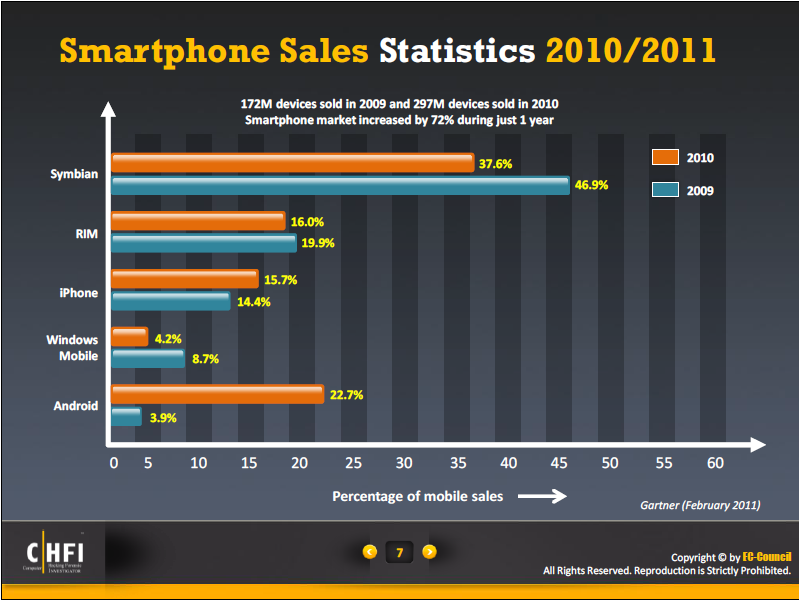 Smartphone Sales Statistics 2010/2011
172M devices sold in 2009 and 297M devices sold in 2010
Smartphone market increased by 72% during just 1 year
2010
2009
Symbian
37.6%
46.9%
RIM
16.0%
19.9%
iPhone
15.7%
14.4%
Windows
Mobile
4.2%
8.7%
Android
22.7%
3.9%
0 5 10 15 20 25 30 35 40 45 50 55 60
Percentage of mobile sales
Gartner (February 2011)
CHFI
Computer Hacking Forensic
INVESTIGATOR
7
Copyright © by EC-Council
All Rights Reserved. Reproduction is Strictly Prohibited.